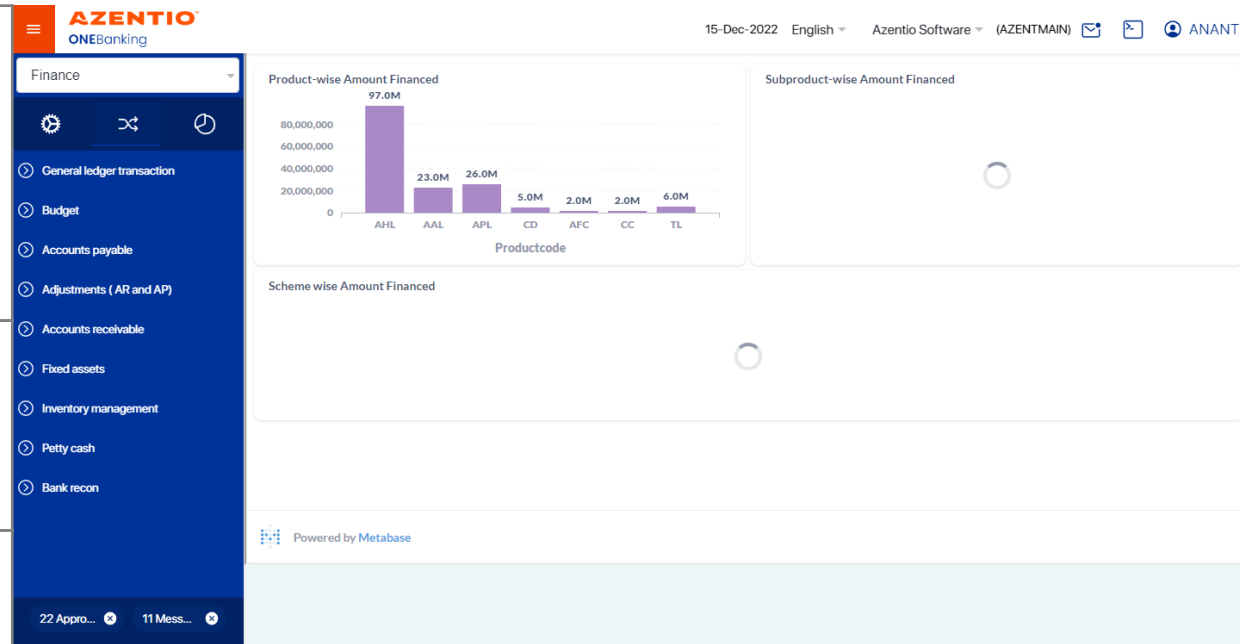 AZENTIO™
ONEBanking
15-Dec-2022 English Azentio Software (AZENTMAIN) ANANT
Finance
General ledger transaction
Budget
Accounts payable
Adjustments ( AR and AP)
Accounts receivable
Fixed assets
Inventory management
Petty cash
Bank recon
22 Appro...
11 Mess...
Product-wise Amount Financed
97.0M
80,000,000
60,000,000
40,000,000
20,000,000
0
23.0M
26.0M
5.0M
2.0M
2.0M
6.0M
AHL AAL APL CD AFC CC TL
Productcode
Subproduct-wise Amount Financed
Scheme wise Amount Financed
Powered by Metabase